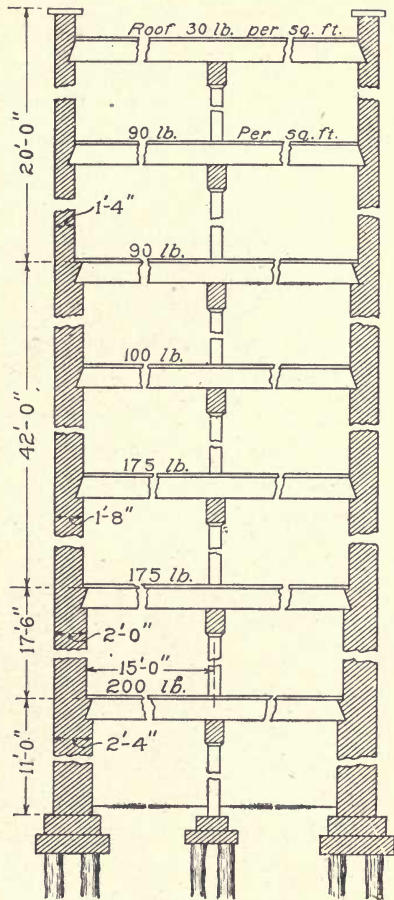 Roof 30 lb. per sq. ft.
20'-0"
90 lb. Per sq. ft.
1'-4"
90 lb.
100 lb.
42'-0"
175 lb.
1'-8"
175 lb.
17'-6"
2'-0"
15'-0"
200 lb.
11'-0"
2'-4"